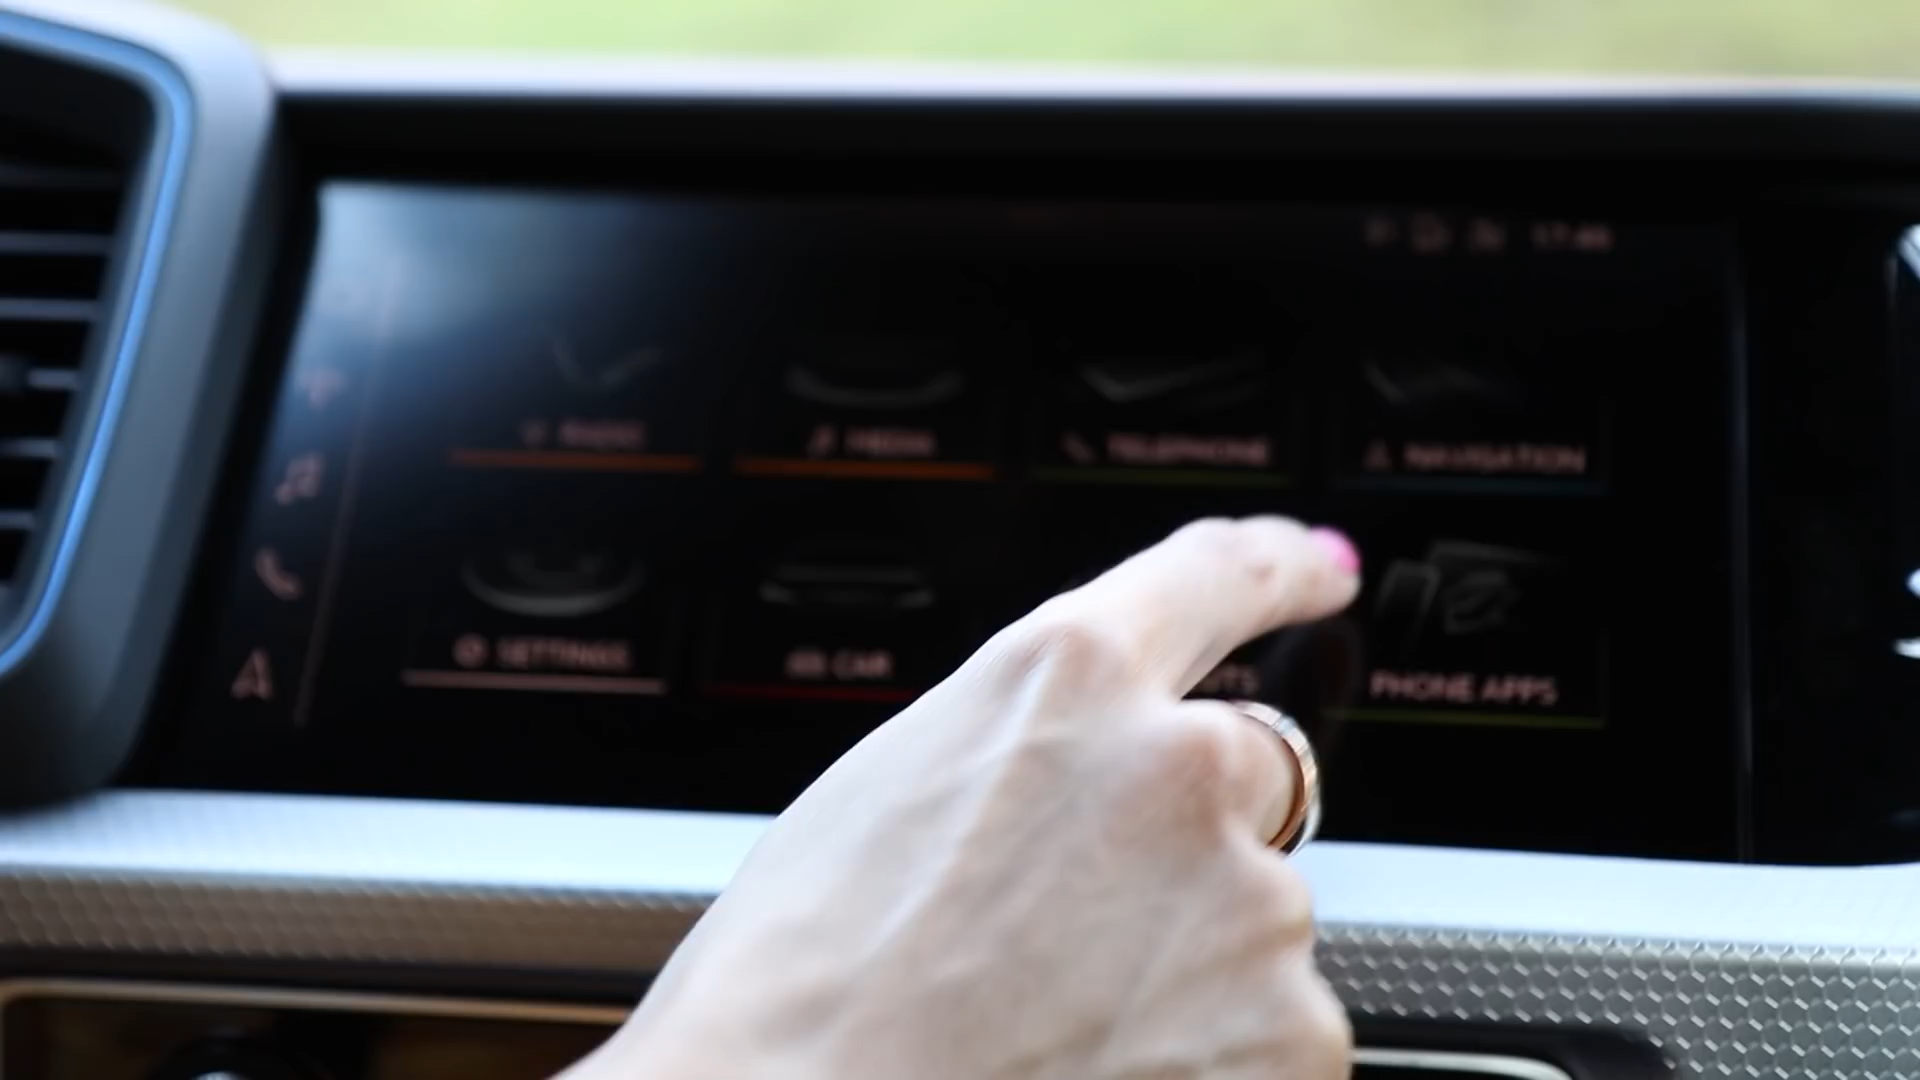 RADIO
MEDIA
TELEPHONE
NAVIGATION
SETTINGS
CAR
PHONE APPS